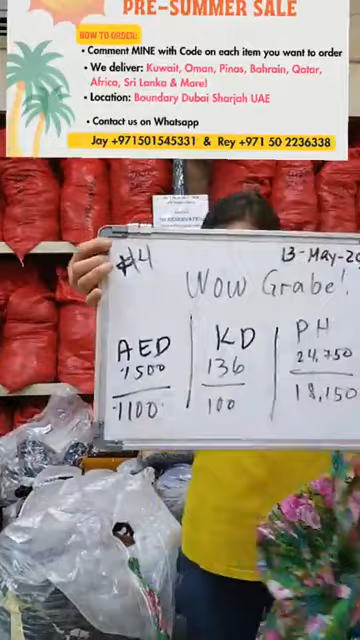 PRE-SUMMER SALE
HOW TO ORDER:
• Comment MINE with Code on each item you want to order
• We deliver: Kuwait, Oman, Pinas, Bahrain, Qatar,
Africa, Sri Lanka & More!
• Location: Boundary Dubai Sharjah UAE
• Contact us on Whatsapp
Jay +971501545331 & Rey +971 50 2236338
#4
13-May-20
Wow Grabe!
AED KD PH
1500 136 24,750
1100 100 18,150